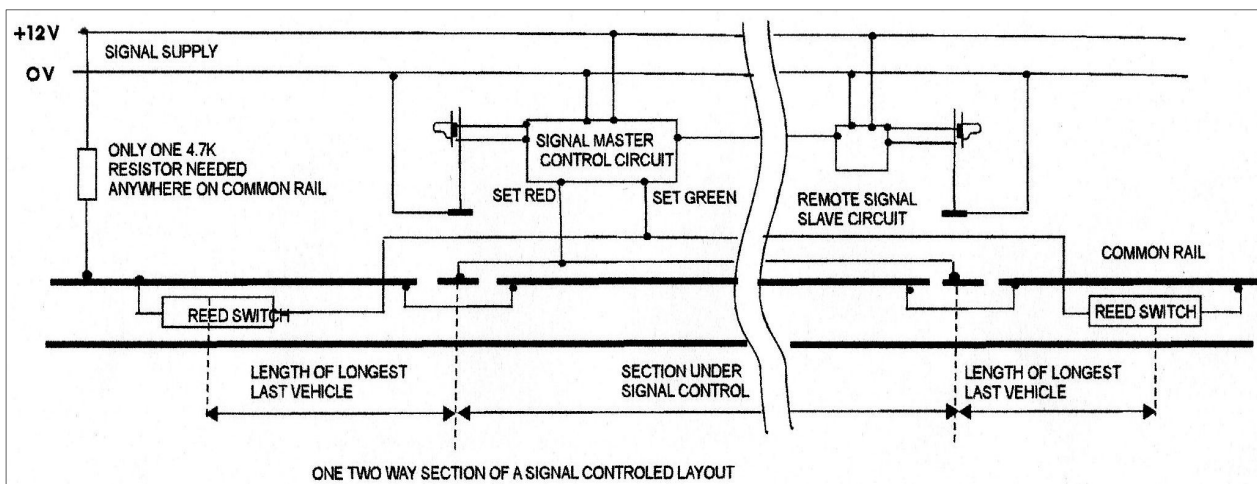 +12V
SIGNAL SUPPLY
0V
ONLY ONE 4.7K
RESISTOR NEEDED
ANYWHERE ON COMMON RAIL
SIGNAL MASTER
CONTROL CIRCUIT
SET RED
SET GREEN
REMOTE SIGNAL
SLAVE CIRCUIT
COMMON RAIL
REED SWITCH
REED SWITCH
LENGTH OF LONGEST
LAST VEHICLE
SECTION UNDER
SIGNAL CONTROL
LENGTH OF LONGEST
LAST VEHICLE
ONE TWO WAY SECTION OF A SIGNAL CONTROLED LAYOUT